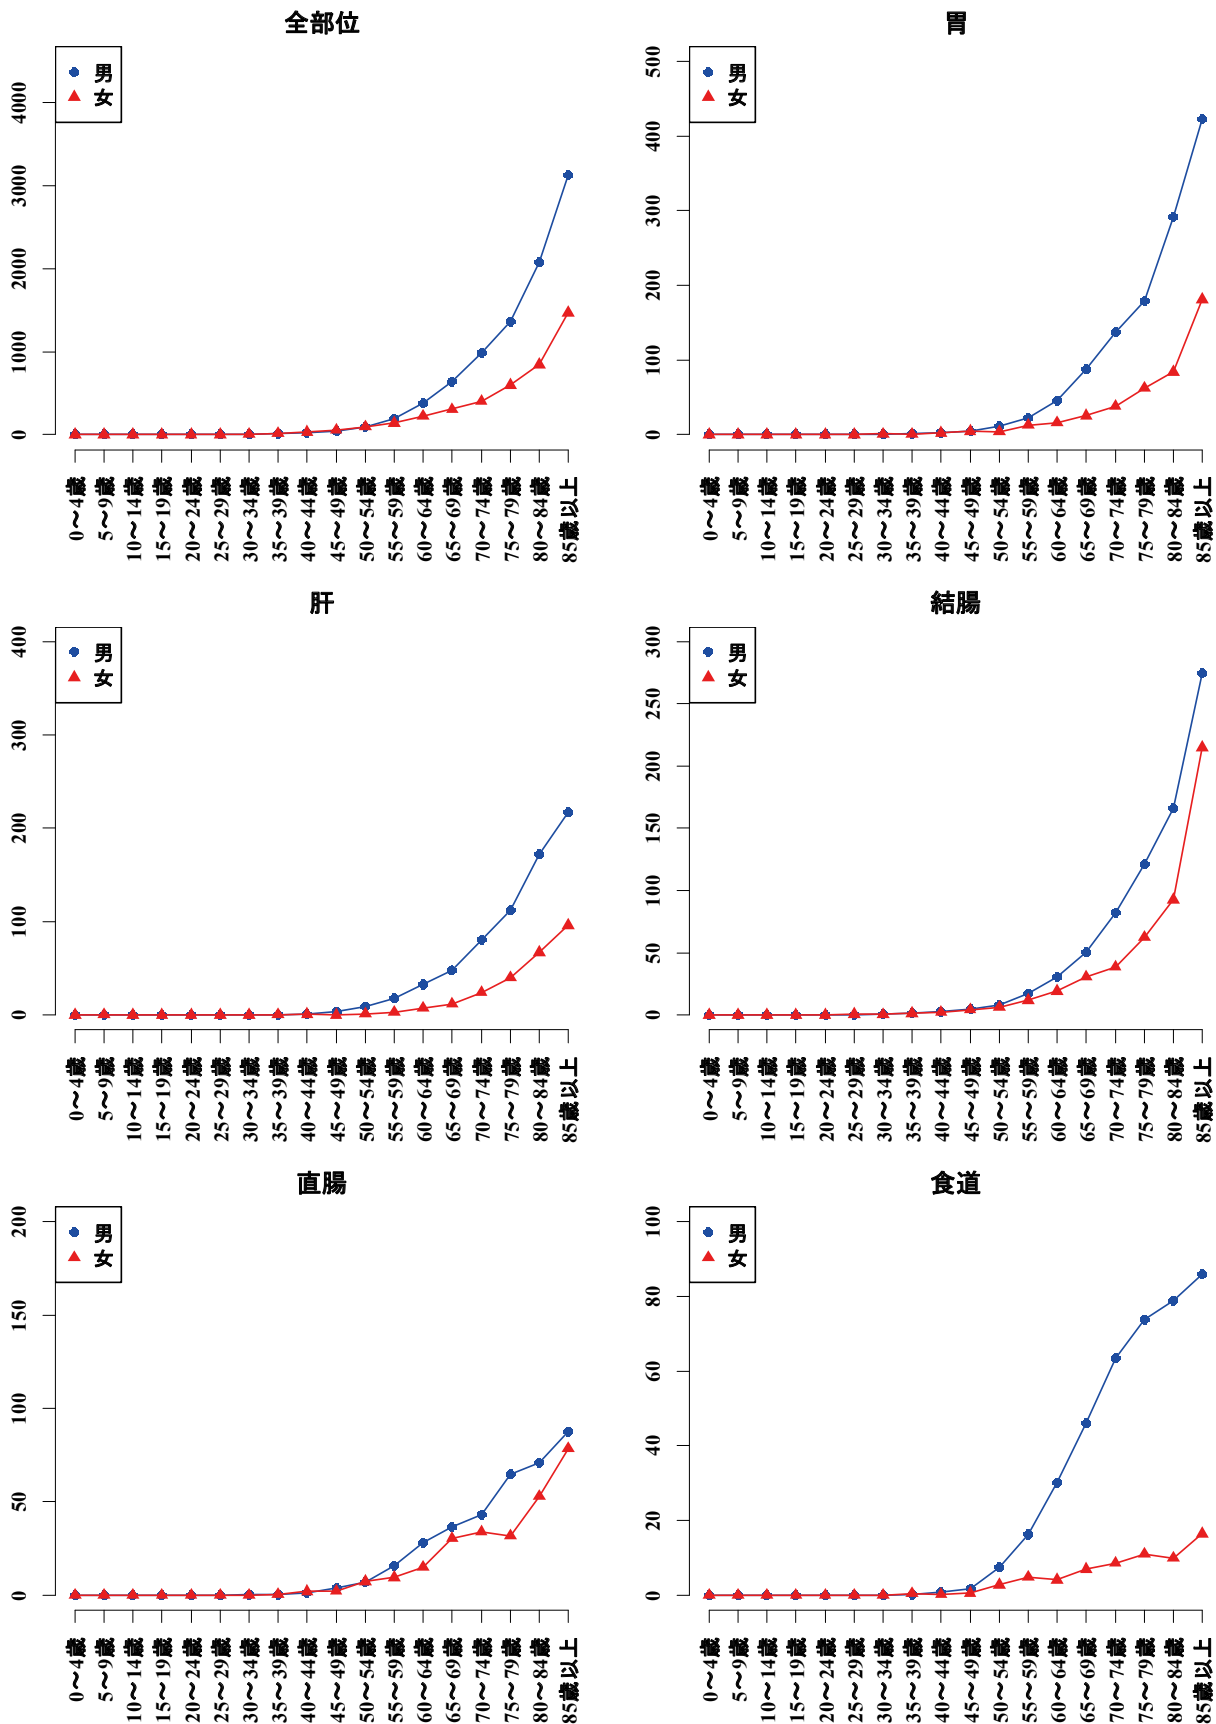 全部位
男
女
4000
3000
2000
1000
0
0〜4歳
5〜9歳
10〜14歳
15〜19歳
20〜24歳
25〜29歳
30〜34歳
35〜39歳
40〜44歳
45〜49歳
50〜54歳
55〜59歳
60〜64歳
65〜69歳
70〜74歳
75〜79歳
80〜84歳
85歳以上
胃
男
女
500
400
300
200
100
0
0〜4歳
5〜9歳
10〜14歳
15〜19歳
20〜24歳
25〜29歳
30〜34歳
35〜39歳
40〜44歳
45〜49歳
50〜54歳
55〜59歳
60〜64歳
65〜69歳
70〜74歳
75〜79歳
80〜84歳
85歳以上
肝
男
女
400
300
200
100
0
0〜4歳
5〜9歳
10〜14歳
15〜19歳
20〜24歳
25〜29歳
30〜34歳
35〜39歳
40〜44歳
45〜49歳
50〜54歳
55〜59歳
60〜64歳
65〜69歳
70〜74歳
75〜79歳
80〜84歳
85歳以上
結腸
男
女
300
250
200
150
100
50
0
0〜4歳
5〜9歳
10〜14歳
15〜19歳
20〜24歳
25〜29歳
30〜34歳
35〜39歳
40〜44歳
45〜49歳
50〜54歳
55〜59歳
60〜64歳
65〜69歳
70〜74歳
75〜79歳
80〜84歳
85歳以上
直腸
男
女
200
150
100
50
0
0〜4歳
5〜9歳
10〜14歳
15〜19歳
20〜24歳
25〜29歳
30〜34歳
35〜39歳
40〜44歳
45〜49歳
50〜54歳
55〜59歳
60〜64歳
65〜69歳
70〜74歳
75〜79歳
80〜84歳
85歳以上
食道
男
女
100
80
60
40
20
0
0〜4歳
5〜9歳
10〜14歳
15〜19歳
20〜24歳
25〜29歳
30〜34歳
35〜39歳
40〜44歳
45〜49歳
50〜54歳
55〜59歳
60〜64歳
65〜69歳
70〜74歳
75〜79歳
80〜84歳
85歳以上